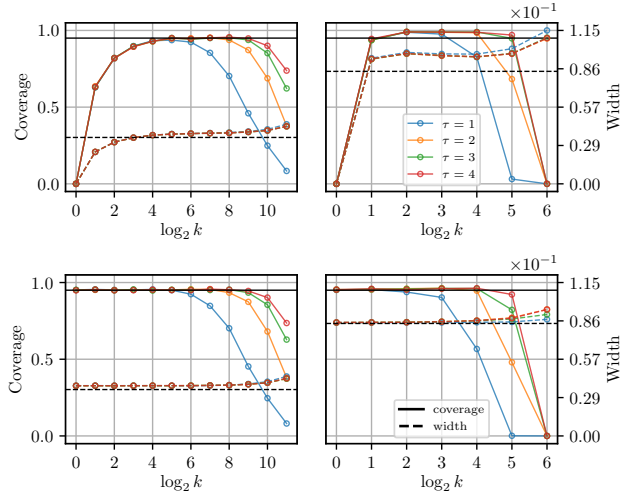 ×10⁻¹
1.0
0.5
0.0
Coverage
0 2 4 6 8 10
log₂ k
1.15
0.86
0.57
0.29
0.00
Width
0 1 2 3 4 5 6
log₂ k
τ = 1
τ = 2
τ = 3
τ = 4
×10⁻¹
1.0
0.5
0.0
Coverage
0 2 4 6 8 10
log₂ k
1.15
0.86
0.57
0.29
0.00
Width
0 1 2 3 4 5 6
log₂ k
coverage
width